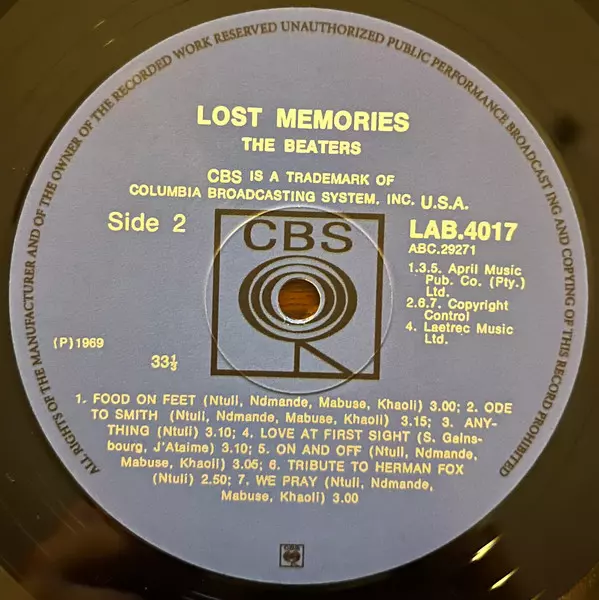 ALL RIGHTS OF THE MANUFACTURER AND OF THE OWNER OF THE RECORDED WORK RESERVED UNAUTHORIZED PUBLIC PERFORMANCE BROADCASTING AND COPYING OF THIS RECORD PROHIBITED
LOST MEMORIES
THE BEATERS
CBS IS A TRADEMARK OF
COLUMBIA BROADCASTING SYSTEM, INC. U.S.A.
Side 2
CBS
LAB.4017
ABC.29271
1.3.5. April Music
Pub. Co. (Pty.)
Ltd.
2.6.7. Copyright
Control
4. Laetrec Music
Ltd.
(P)1969
33⅓
1. FOOD ON FEET (Ntuli, Ndmande, Mabuse, Khaoli) 3.00; 2. ODE
TO SMITH (Ntuli, Ndmande, Mabuse, Khaoli) 3.15; 3. ANY-
THING (Ntuli) 3.10; 4. LOVE AT FIRST SIGHT (S. Gains-
bourg, J'Ataime) 3.10; 5. ON AND OFF (Ntuli, Ndmande,
Mabuse, Khaoli) 3.05; 6. TRIBUTE TO HERMAN FOX
(Ntuli) 2.50; 7. WE PRAY (Ntuli, Ndmande,
Mabuse, Khaoli) 3.00
CBS